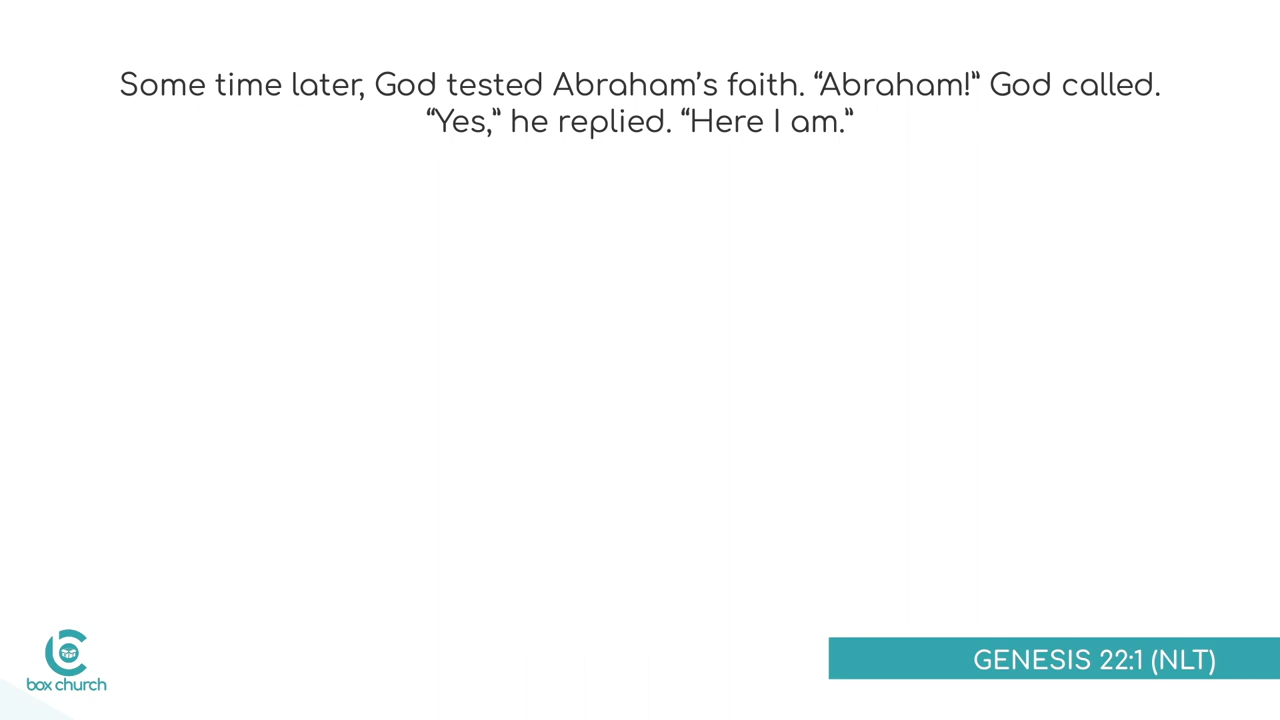 Some time later, God tested Abraham’s faith. “Abraham!” God called.
“Yes,” he replied. “Here I am.”
box church
GENESIS 22:1 (NLT)